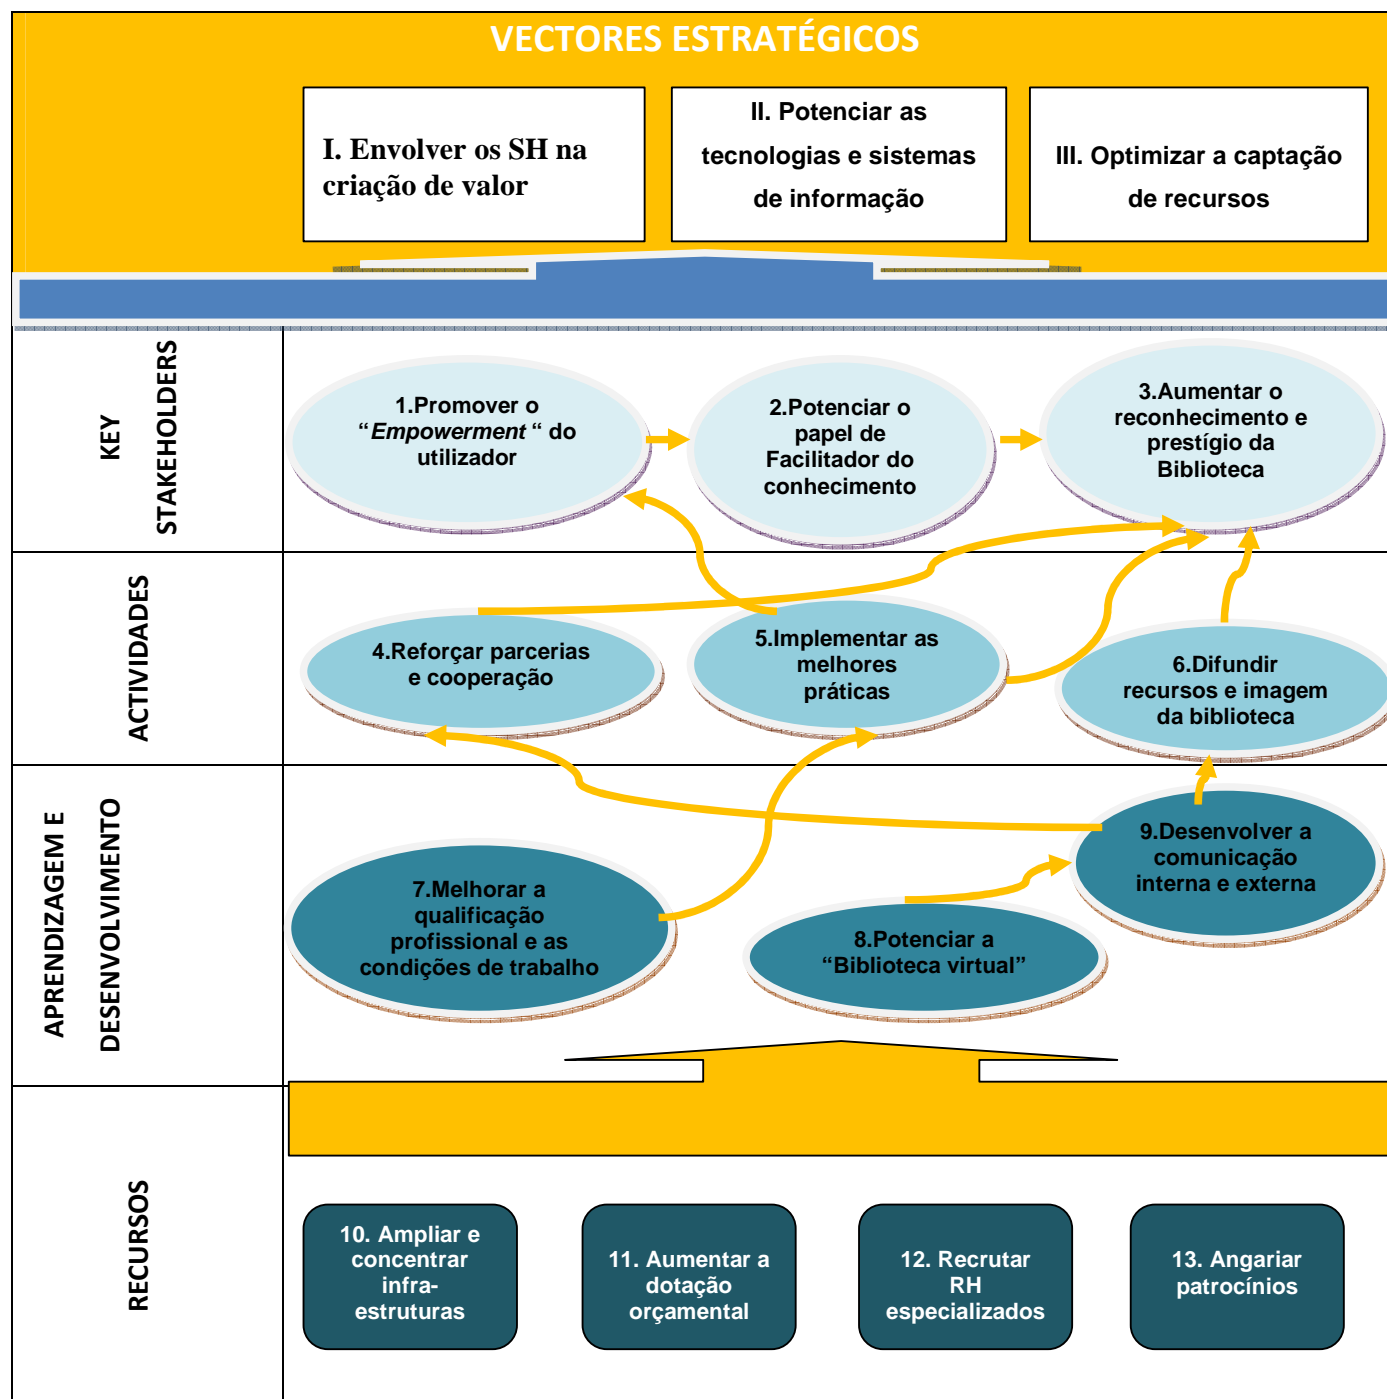 VECTORES ESTRATÉGICOS
I. Envolver os SH na
criação de valor
II. Potenciar as
tecnologias e sistemas
de informação
III. Optimizar a captação
de recursos
KEY
STAKEHOLDERS
1.Promover o
“Empowerment “ do
utilizador
2.Potenciar o
papel de
Facilitador do
conhecimento
3.Aumentar o
reconhecimento e
prestígio da
Biblioteca
ACTIVIDADES
4.Reforçar parcerias
e cooperação
5.Implementar as
melhores
práticas
6.Difundir
recursos e imagem
da biblioteca
APRENDIZAGEM E
DESENVOLVIMENTO
7.Melhorar a
qualificação
profissional e as
condições de trabalho
8.Potenciar a
“Biblioteca virtual”
9.Desenvolver a
comunicação
interna e externa
RECURSOS
10. Ampliar e
concentrar
infra-
estruturas
11. Aumentar a
dotação
orçamental
12. Recrutar
RH
especializados
13. Angariar
patrocínios